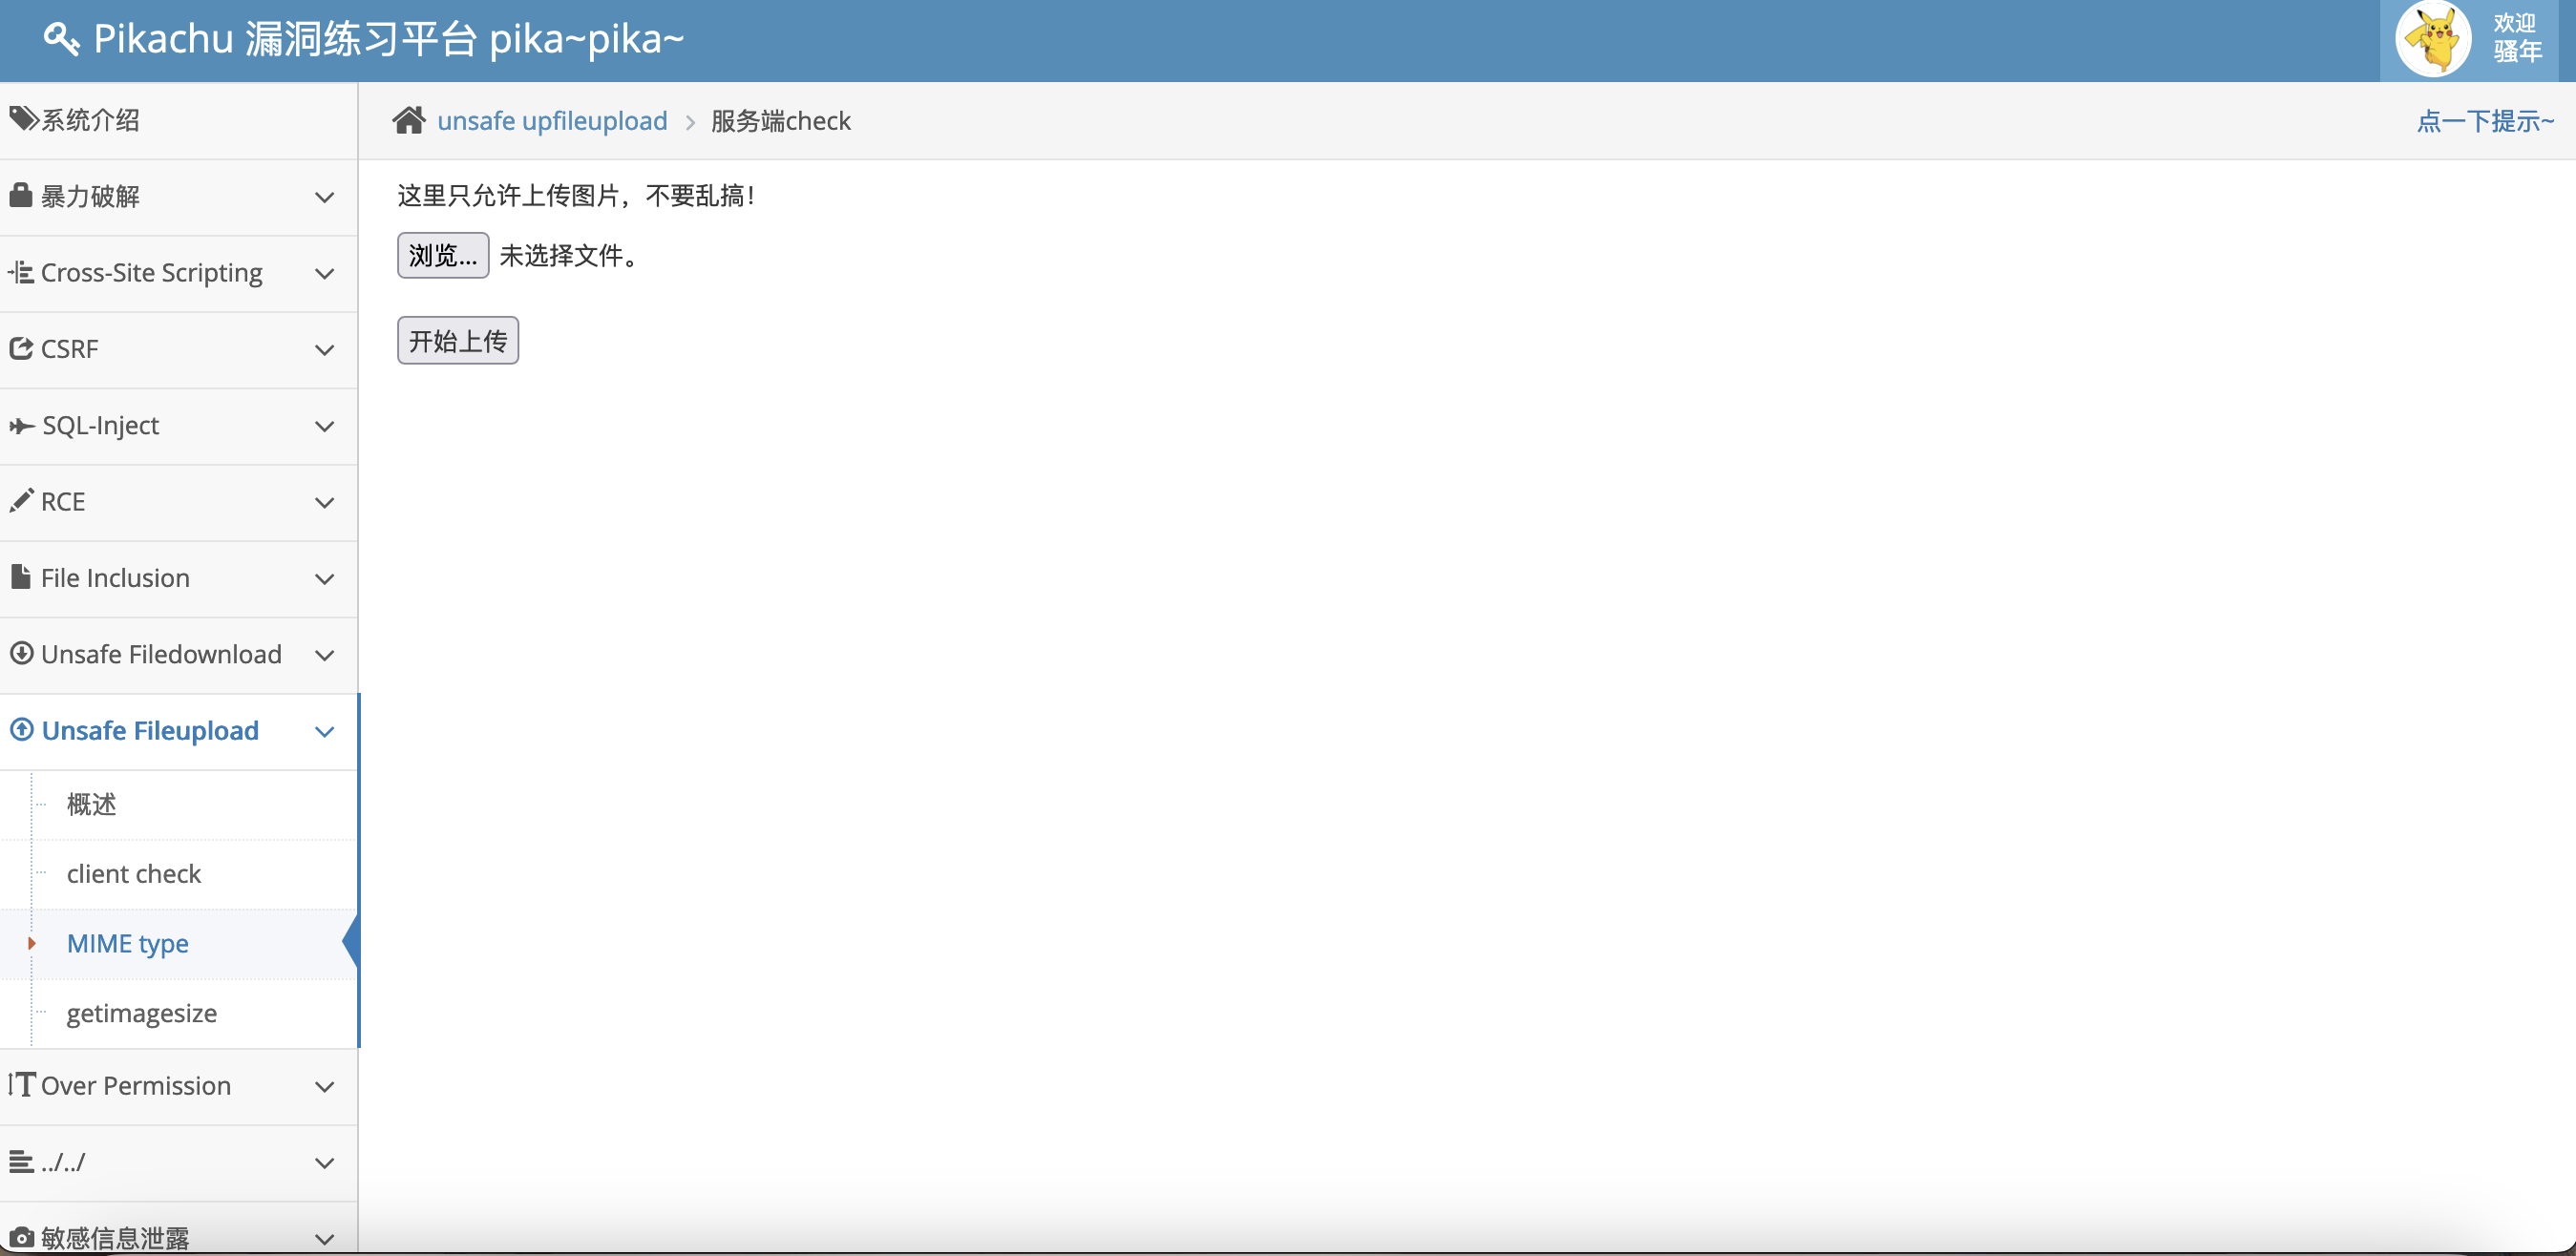 Pikachu 漏洞练习平台 pika~pika~
欢迎
骚年
系统介绍
暴力破解
Cross-Site Scripting
CSRF
SQL-Inject
RCE
File Inclusion
Unsafe Filedownload
Unsafe Fileupload
概述
client check
MIME type
getimagesize
Over Permission
../../
敏感信息泄露
unsafe upfileupload > 服务端check
点一下提示~
这里只允许上传图片，不要乱搞！
浏览... 未选择文件。
开始上传